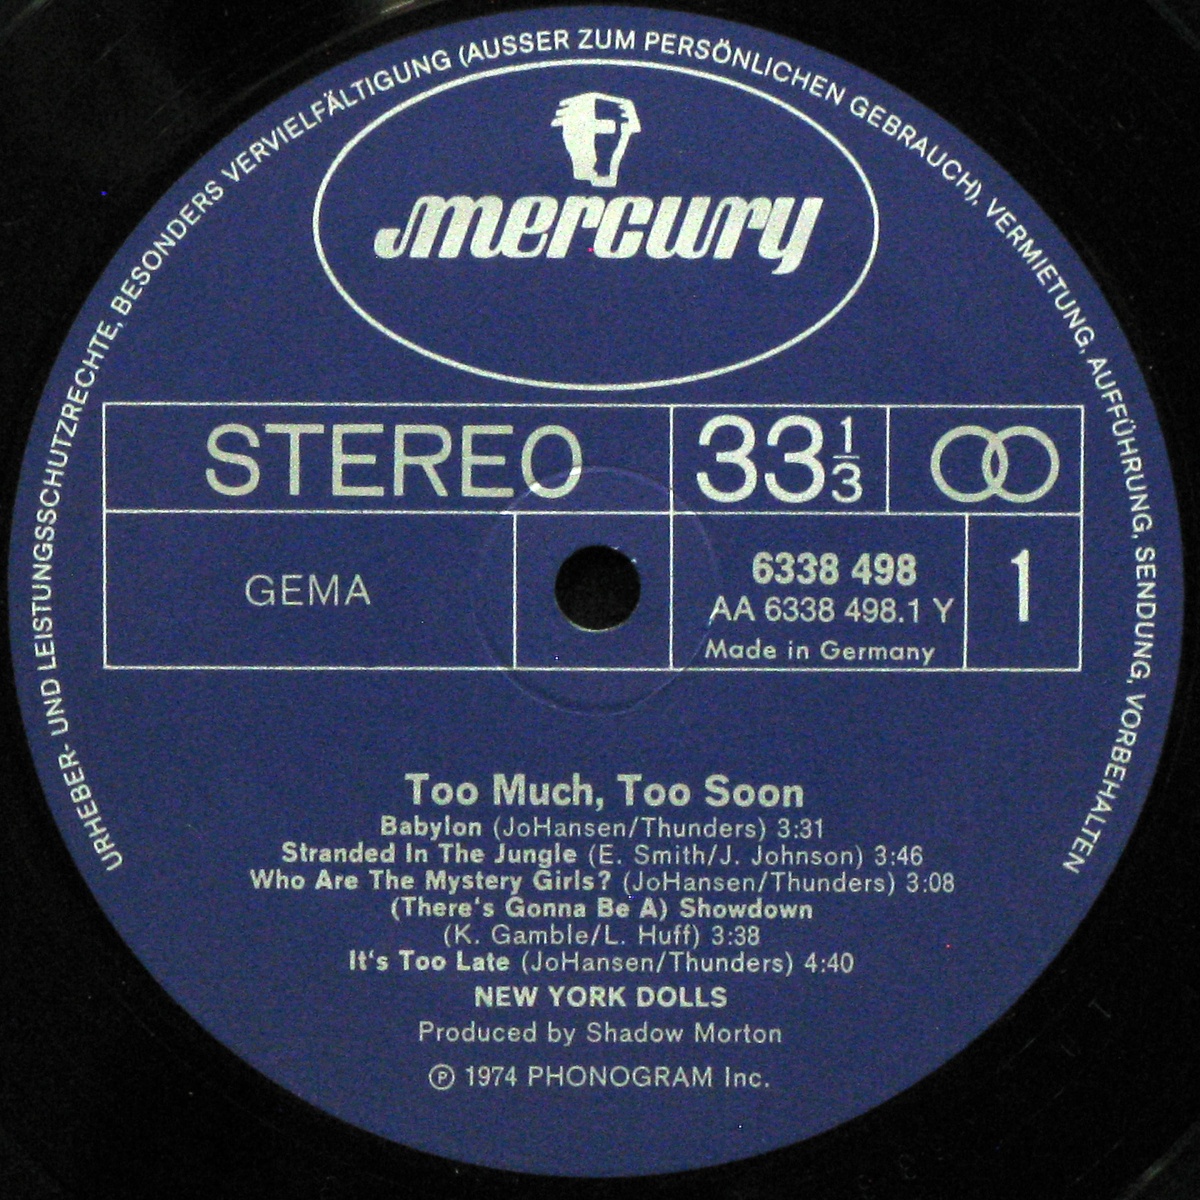 URHEBER- UND LEISTUNGSSCHUTZRECHTE, BESONDERS VERVIELFÄLTIGUNG (AUSSER ZUM PERSÖNLICHEN GEBRAUCH), VERMIETUNG, AUFFÜHRUNG, SENDUNG, VORBEHALTEN
mercury
STEREO 33 1/3
GEMA
6338 498
AA 6338 498.1 Y
Made in Germany
1
Too Much, Too Soon
Babylon (JoHansen/Thunders) 3:31
Stranded In The Jungle (E. Smith/J. Johnson) 3:46
Who Are The Mystery Girls? (JoHansen/Thunders) 3:08
(There's Gonna Be A) Showdown
(K. Gamble/L. Huff) 3:38
It's Too Late (JoHansen/Thunders) 4:40
NEW YORK DOLLS
Produced by Shadow Morton
℗ 1974 PHONOGRAM Inc.